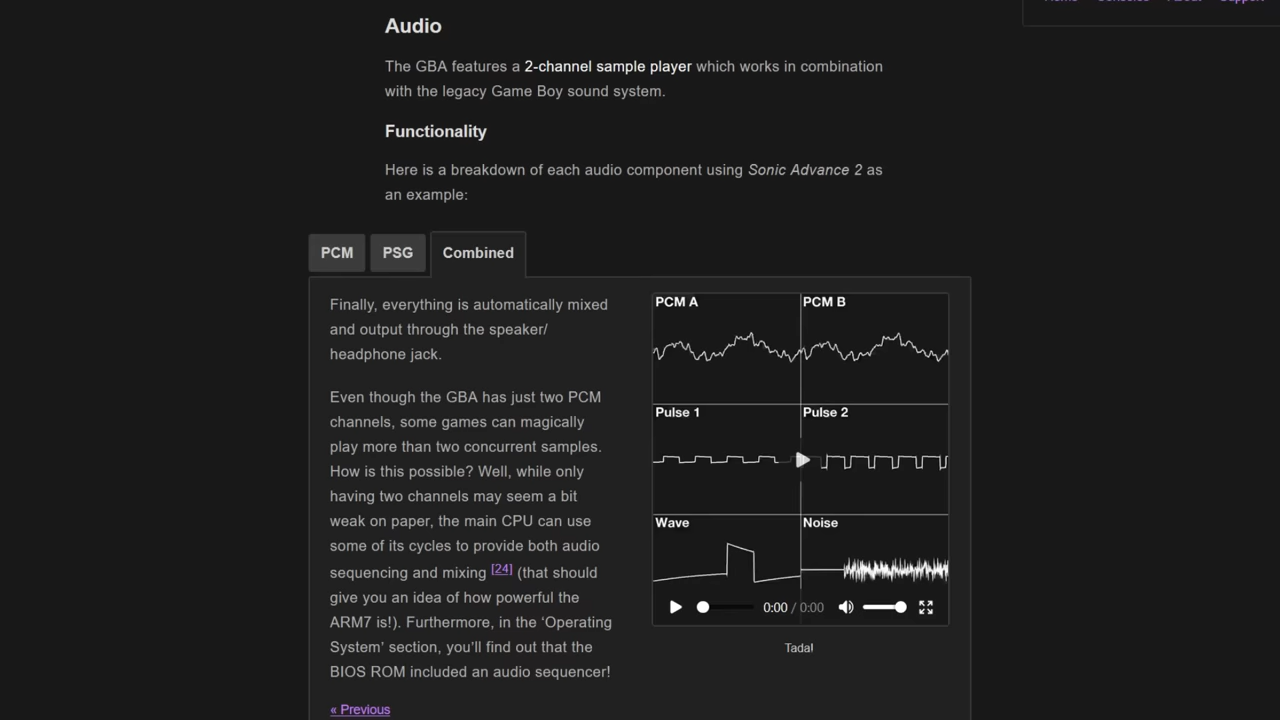 Home Consoles About Support
Audio
The GBA features a 2-channel sample player which works in combination
with the legacy Game Boy sound system.
Functionality
Here is a breakdown of each audio component using Sonic Advance 2 as
an example:
PCM PSG Combined
Finally, everything is automatically mixed
and output through the speaker/
headphone jack.
Even though the GBA has just two PCM
channels, some games can magically
play more than two concurrent samples.
How is this possible? Well, while only
having two channels may seem a bit
weak on paper, the main CPU can use
some of its cycles to provide both audio
sequencing and mixing [24] (that should
give you an idea of how powerful the
ARM7 is!). Furthermore, in the ‘Operating
System’ section, you’ll find out that the
BIOS ROM included an audio sequencer!
« Previous
PCM A PCM B
Pulse 1 Pulse 2
Wave Noise
0:00 / 0:00
Tada!